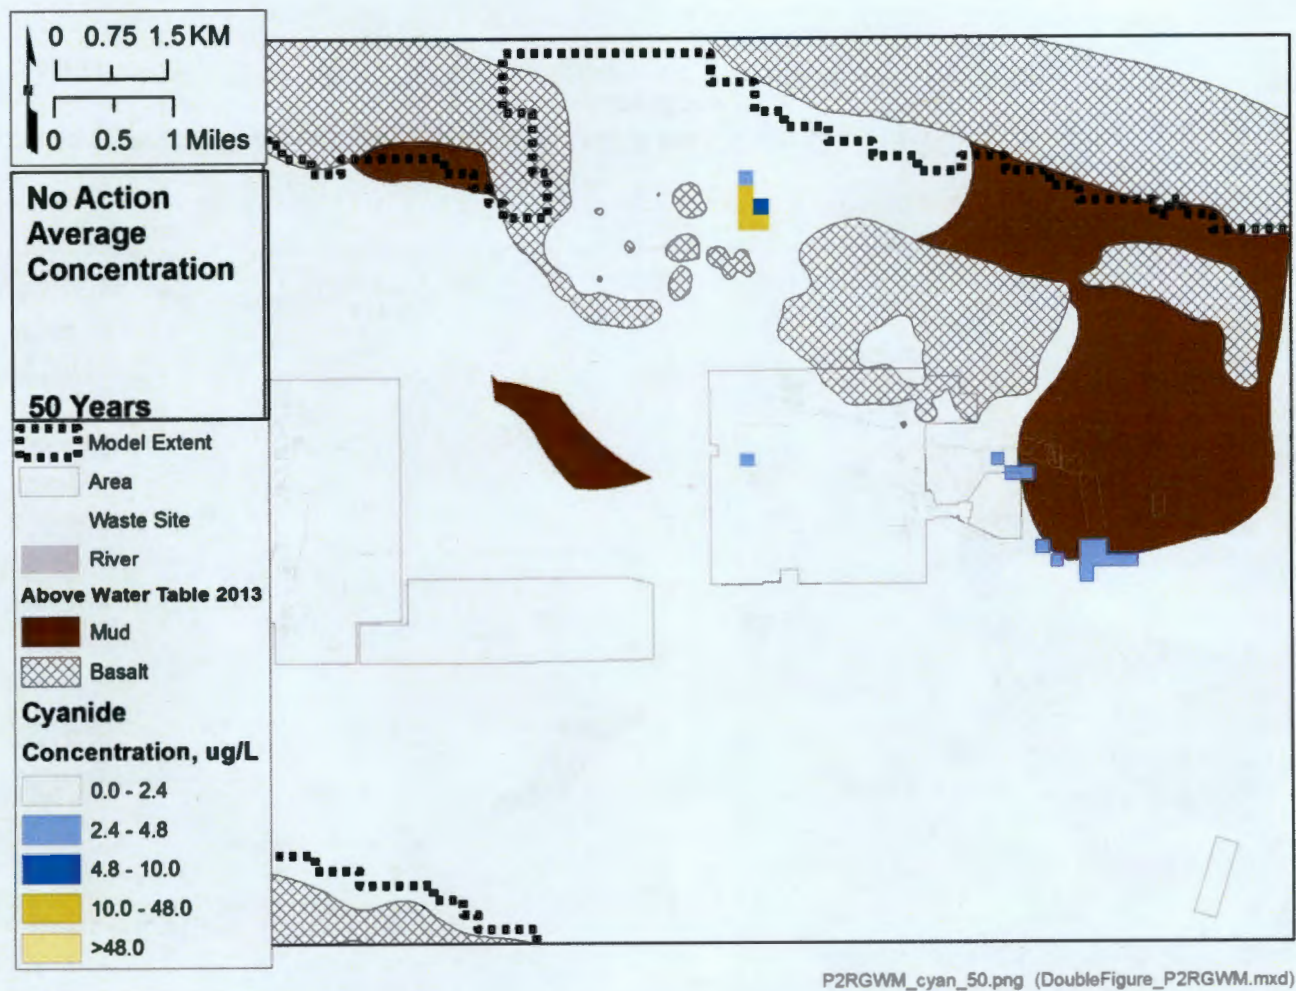 0 0.75 1.5 KM
0 0.5 1 Miles
No Action
Average
Concentration
50 Years
Model Extent
Area
Waste Site
River
Above Water Table 2013
Mud
Basalt
Cyanide
Concentration, ug/L
0.0 - 2.4
2.4 - 4.8
4.8 - 10.0
10.0 - 48.0
>48.0
P2RGWM_cyan_50.png (DoubleFigure_P2RGWM.mxd)